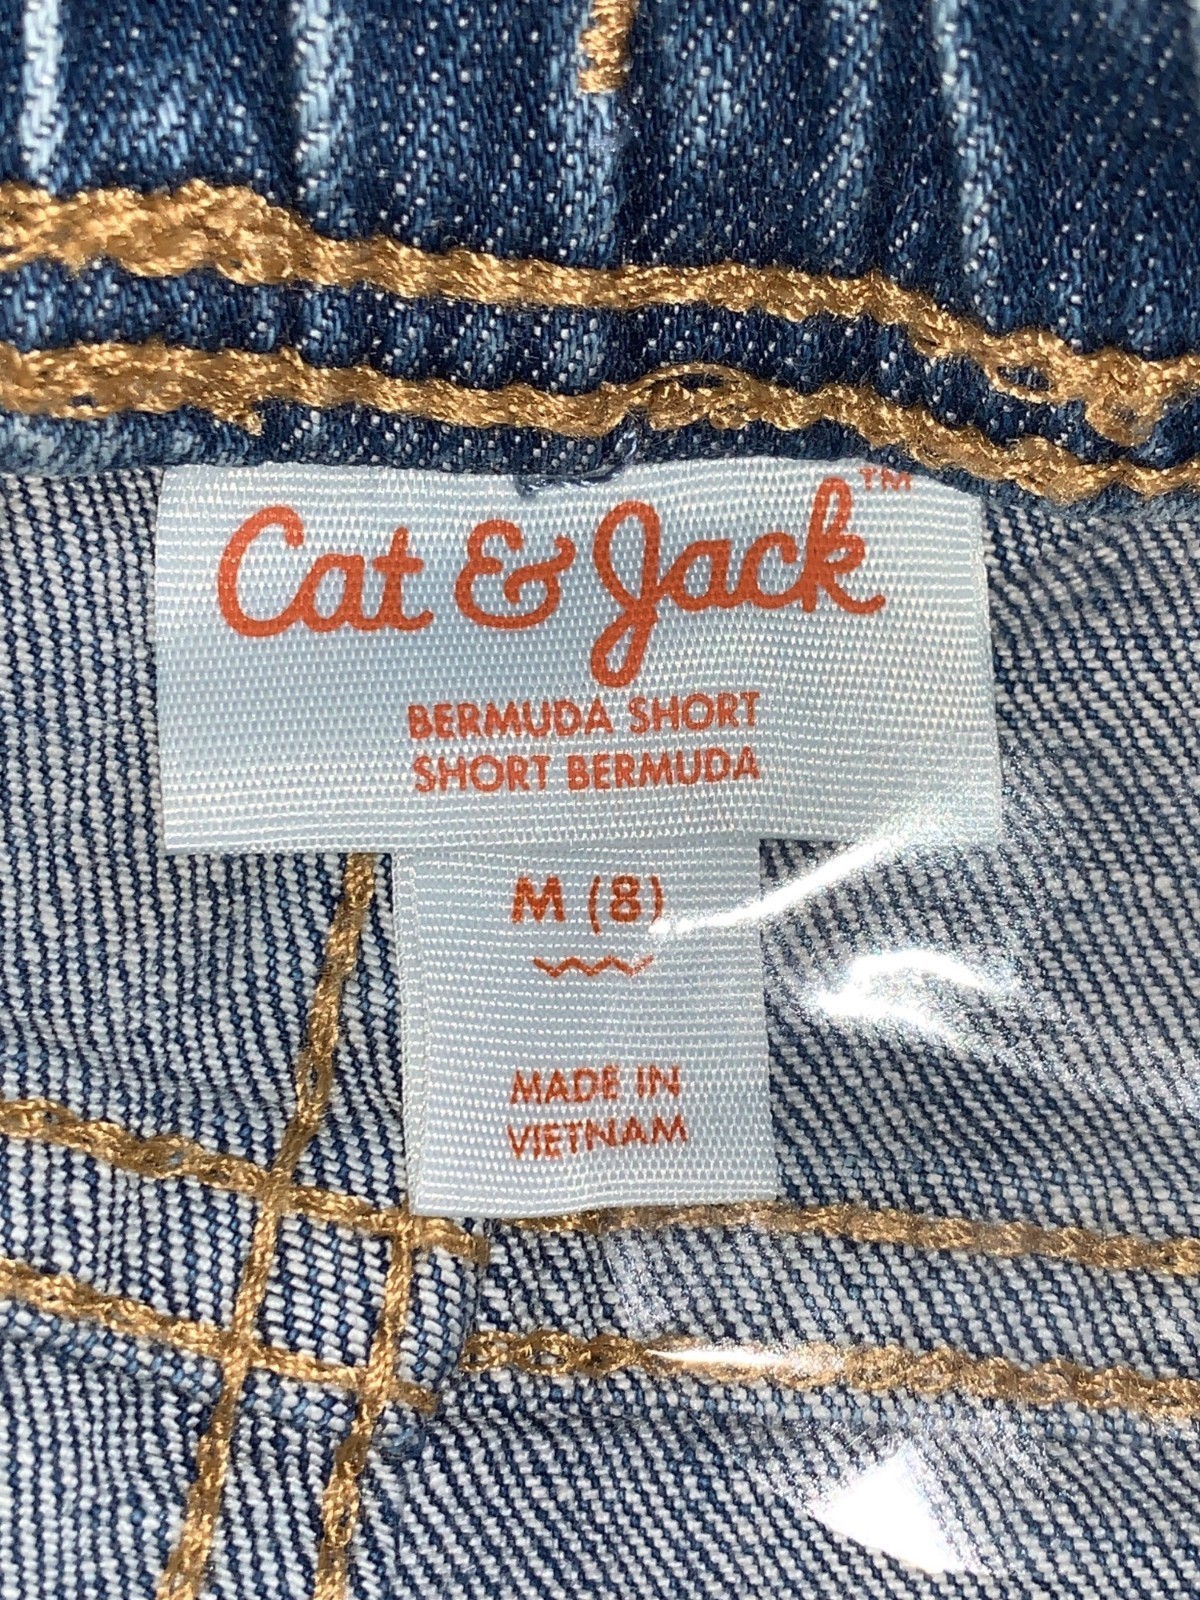 Cat & Jack™
BERMUDA SHORT
SHORT BERMUDA
M (8)
MADE IN
VIETNAM